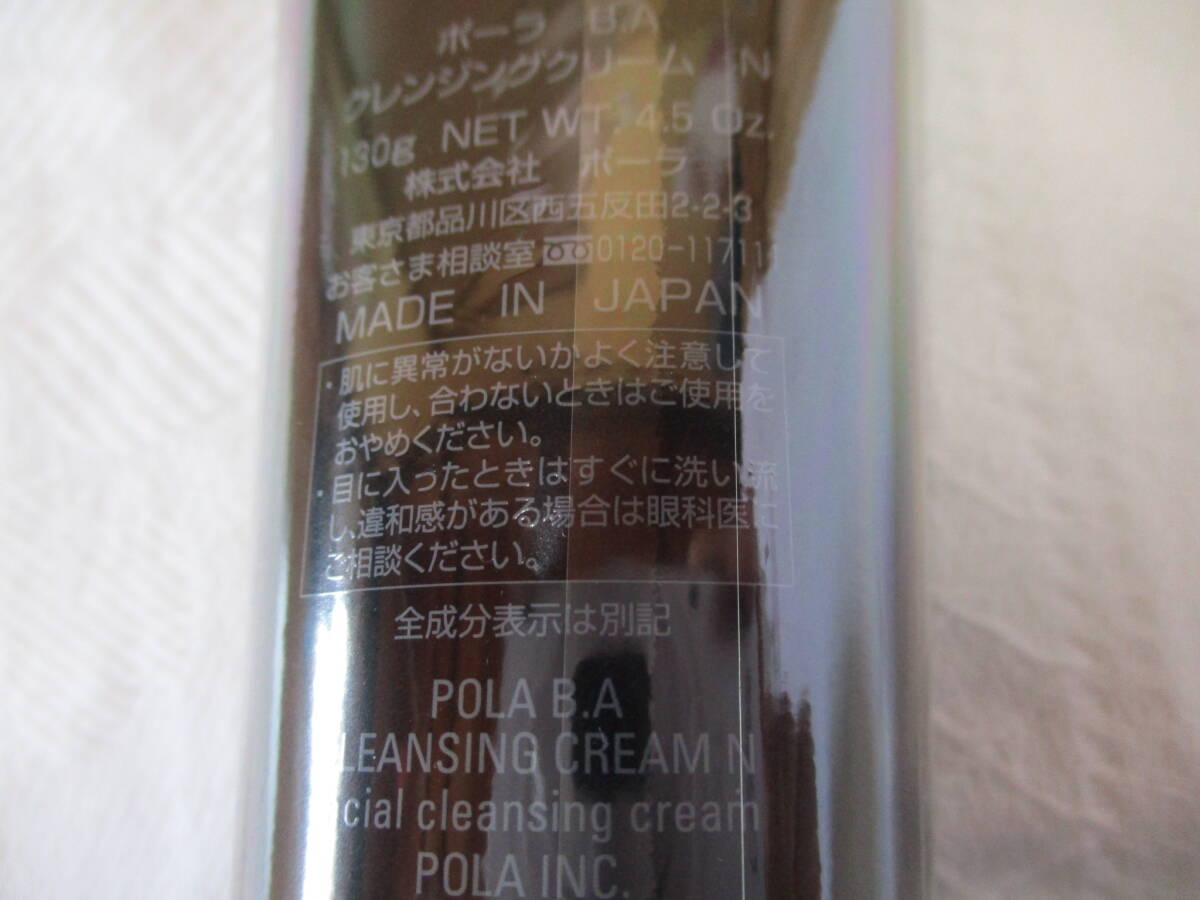 ポーラ B.A
クレンジングクリーム N
130g NET WT. 4.5 Oz.
株式会社 ポーラ
東京都品川区西五反田2-2-3
お客さま相談室 0120-11711
MADE IN JAPAN
・肌に異常がないかよく注意して
使用し、合わないときはご使用を
おやめください。
・目に入ったときはすぐに洗い流
し、違和感がある場合は眼科医に
ご相談ください。
全成分表示は別記
POLA B.A
LEANSING CREAM N
cial cleansing cream
POLA INC.